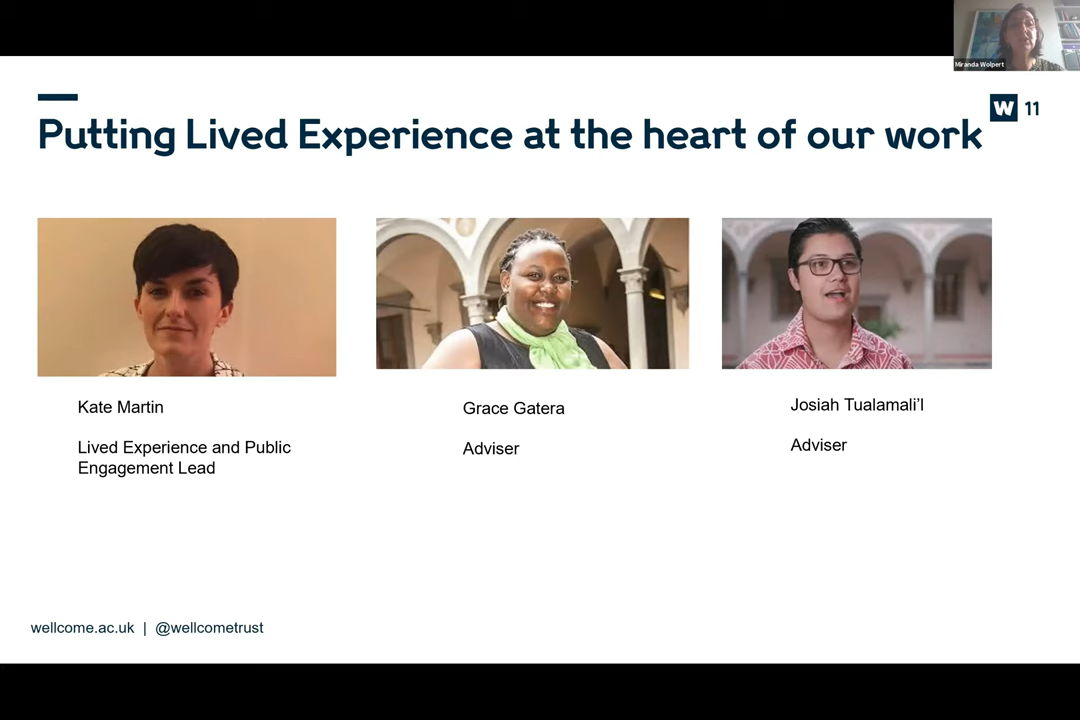 Miranda Wolpert
W 11
Putting Lived Experience at the heart of our work
Kate Martin
Lived Experience and Public
Engagement Lead
Grace Gatera
Adviser
Josiah Tualamali’l
Adviser
wellcome.ac.uk | @wellcometrust